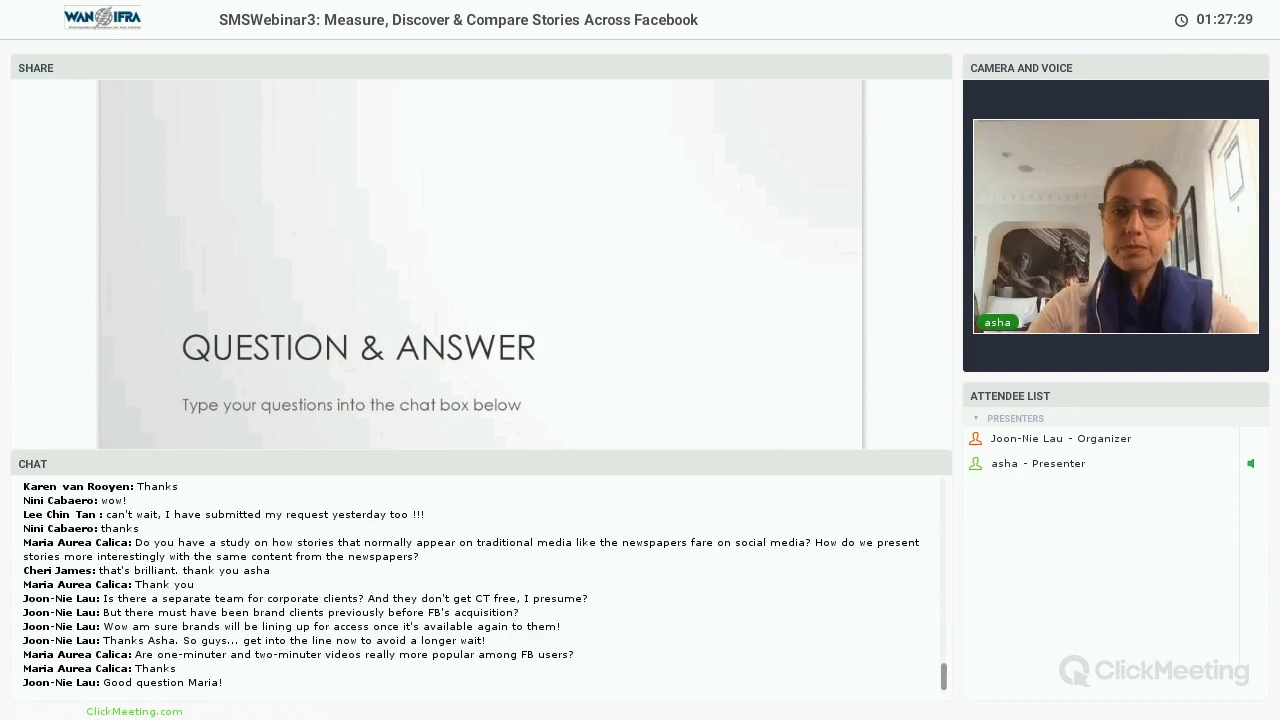 WAN IFRA
SMSWebinar3: Measure, Discover & Compare Stories Across Facebook
01:27:29
SHARE
QUESTION & ANSWER
Type your questions into the chat box below
CAMERA AND VOICE
asha
ATTENDEE LIST
PRESENTERS
Joon-Nie Lau - Organizer
asha - Presenter
CHAT
Karen van Rooyen: Thanks
Nini Cabaero: wow!
Lee Chin Tan : can't wait, I have submitted my request yesterday too !!!
Nini Cabaero: thanks
Maria Aurea Calica: Do you have a study on how stories that normally appear on traditional media like the newspapers fare on social media? How do we present
stories more interestingly with the same content from the newspapers?
Cheri James: that's brilliant. thank you asha
Maria Aurea Calica: Thank you
Joon-Nie Lau: Is there a separate team for corporate clients? And they don't get CT free, I presume?
Joon-Nie Lau: But there must have been brand clients previously before FB's acquisition?
Joon-Nie Lau: Wow am sure brands will be lining up for access once it's available again to them!
Joon-Nie Lau: Thanks Asha. So guys... get into the line now to avoid a longer wait!
Maria Aurea Calica: Are one-minuter and two-minuter videos really more popular among FB users?
Maria Aurea Calica: Thanks
Joon-Nie Lau: Good question Maria!
ClickMeeting
ClickMeeting.com